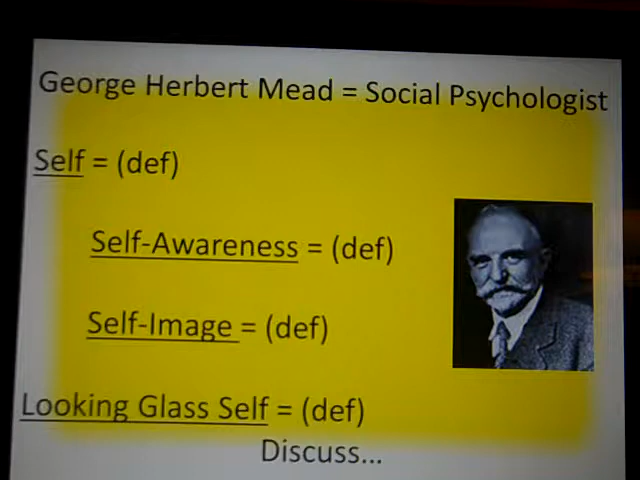 George Herbert Mead = Social Psychologist
Self = (def)
Self-Awareness = (def)
Self-Image = (def)
Looking Glass Self = (def)
Discuss...